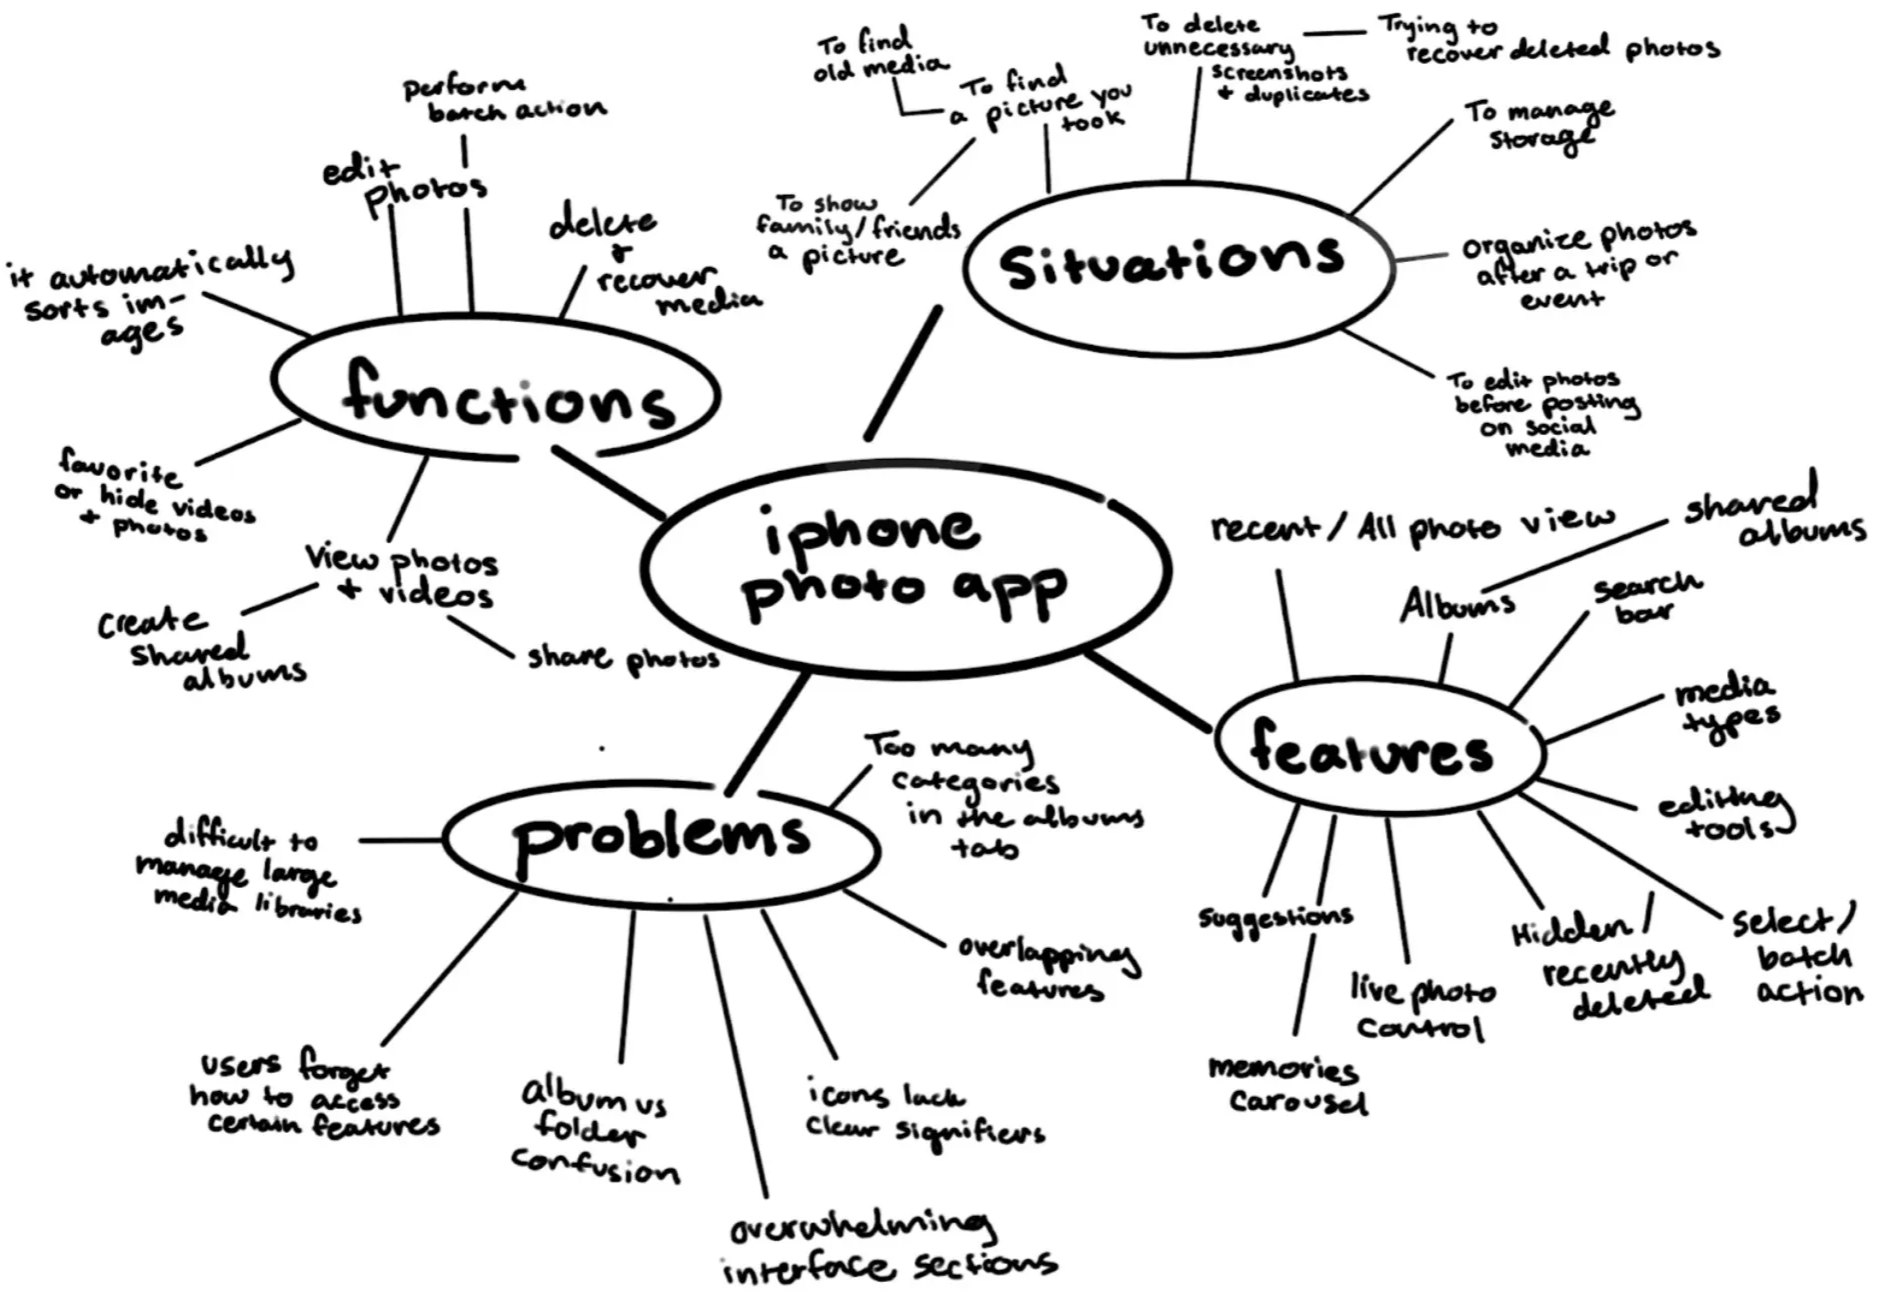 To find
old media
To find
a picture you
took
To show
family/friends
a picture
To delete
unnecessary
screenshots
+ duplicates
Trying to
recover deleted photos
To manage
storage
organize photos
after a trip or
event
To edit photos
before posting
on social
media
Situations
perform
batch action
edit
photos
delete
+
recover
media
it automatically
sorts im-
ages
functions
favorite
or hide videos
+ photos
View photos
+ videos
create
shared
albums
share photos
iphone
photo app
recent / All photo view
Albums
shared
albums
search
bar
media
types
features
editing
tools
select/
batch
action
Hidden /
recently
deleted
live photo
control
suggestions
memories
carousel
problems
Too many
categories
in the albums
tab
overlapping
features
icons lack
clear signifiers
overwhelming
interface sections
album vs
folder
confusion
users forget
how to access
certain features
difficult to
manage large
media libraries